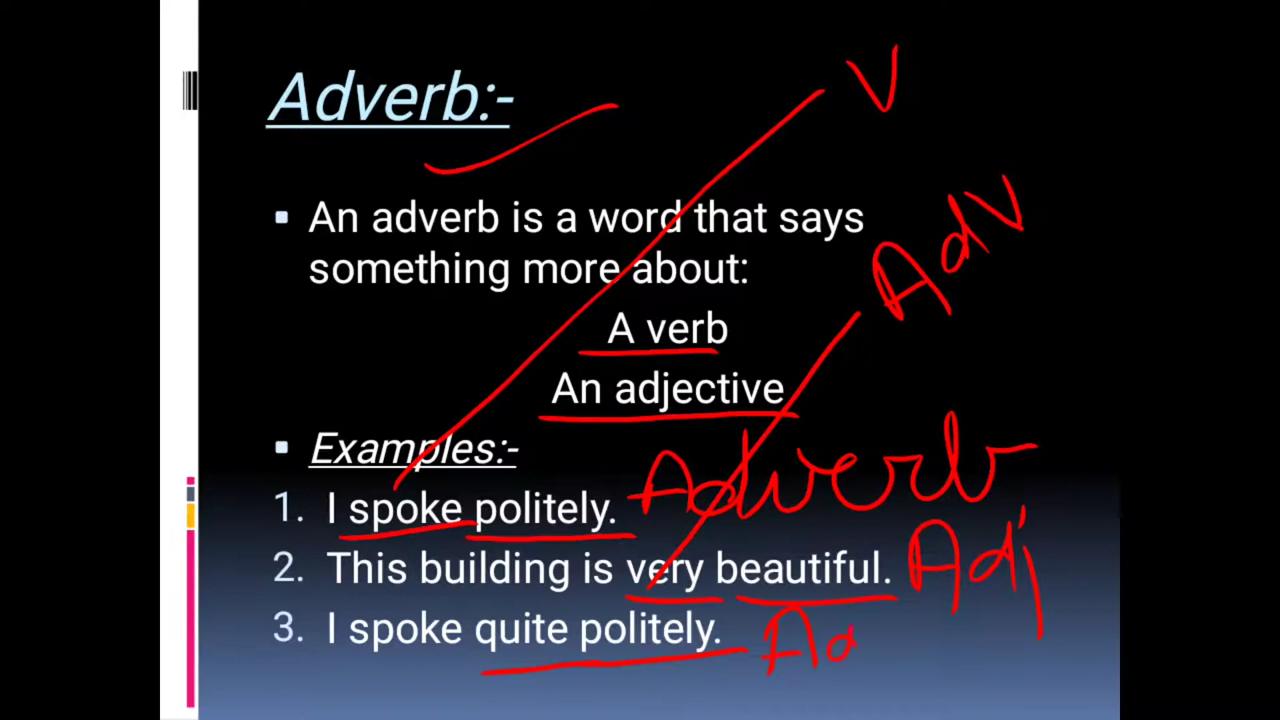 Adverb:-
V
Adv
An adverb is a word that says
something more about:
A verb
An adjective
Examples:-
1. I spoke politely. Adverb
2. This building is very beautiful. Adj
3. I spoke quite politely. Ad